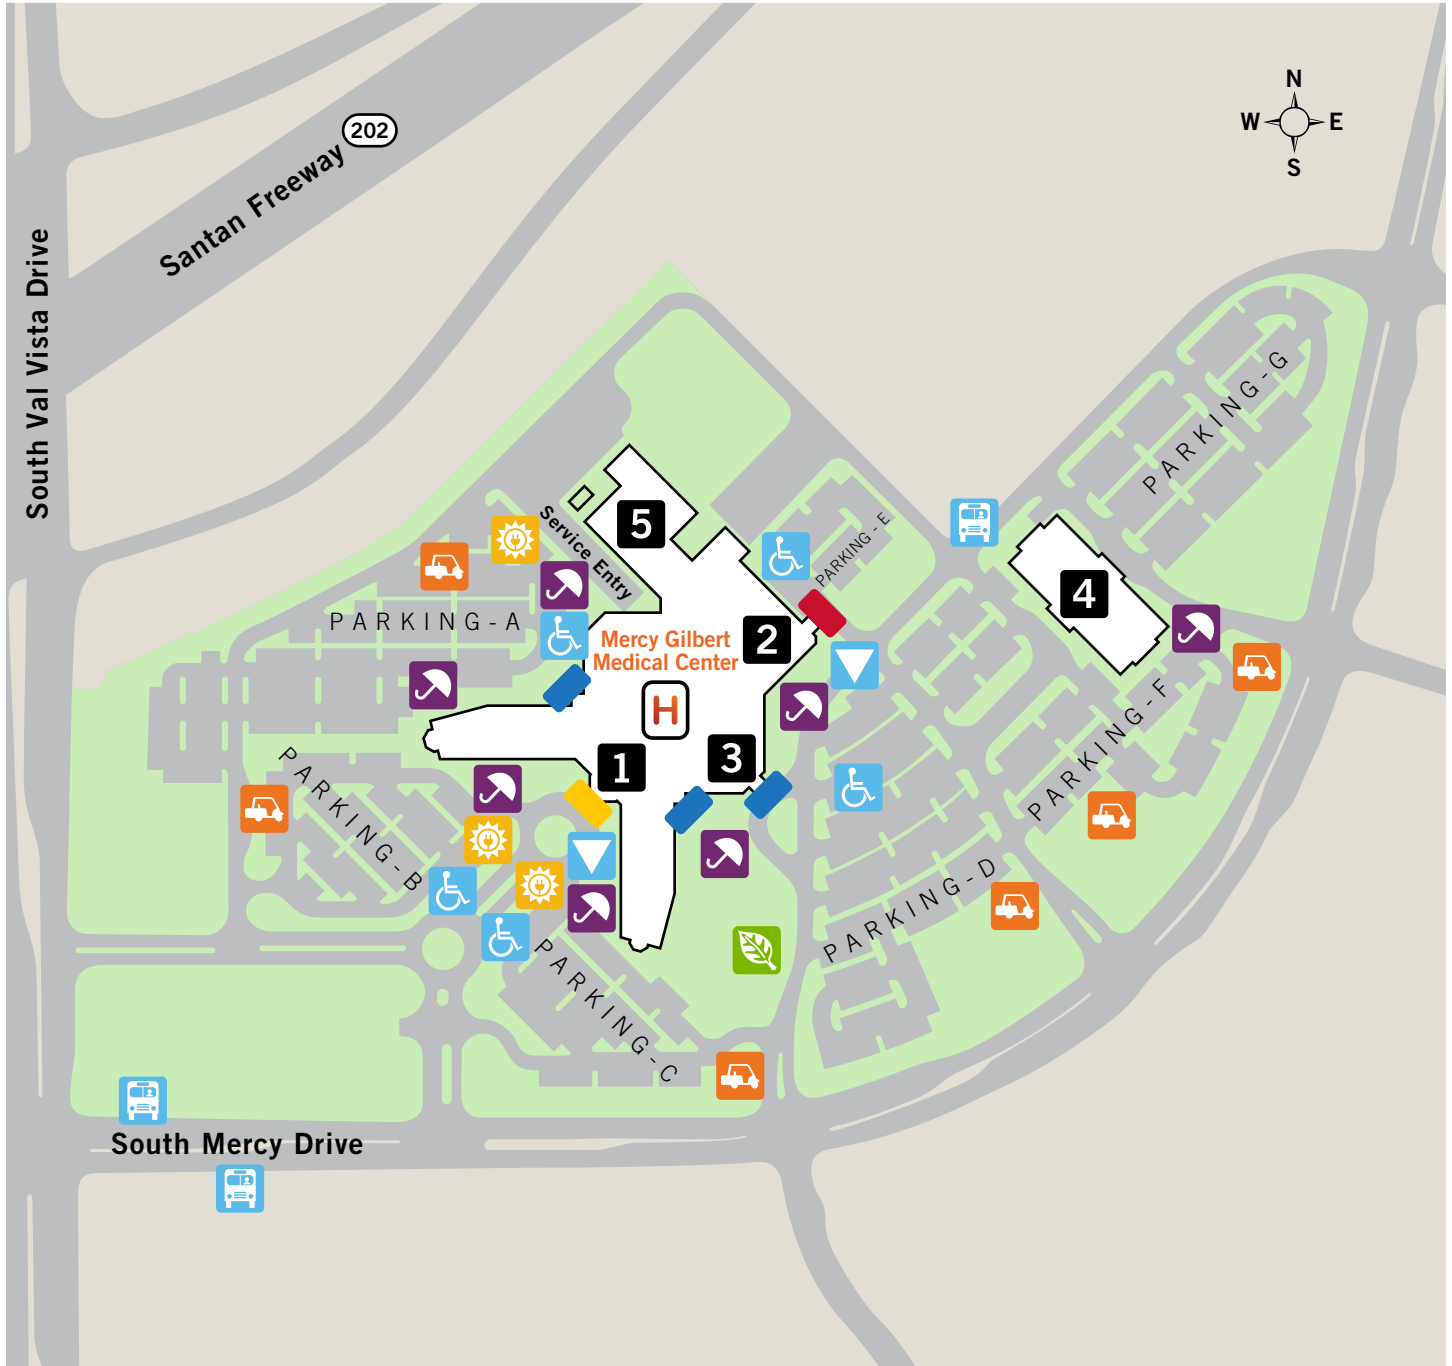 N
W E
S
202
Santan Freeway
South Val Vista Drive
PARKING-G
5
Service Entry
PARKING-E
4
PARKING-A
Mercy Gilbert
Medical Center
2
H
PARKING-F
1
3
PARKING-B
PARKING-D
PARKING-C
South Mercy Drive